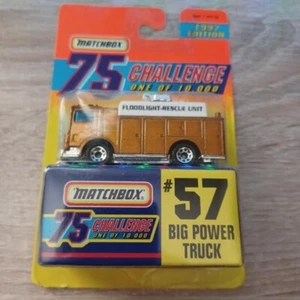 MATCHBOX
1997
EDITION
75 CHALLENGE
ONE OF 10 000
FLOODLIGHT-RESCUE UNIT
MATCHBOX
75 CHALLENGE
ONE OF 10 000
#57
BIG POWER
TRUCK